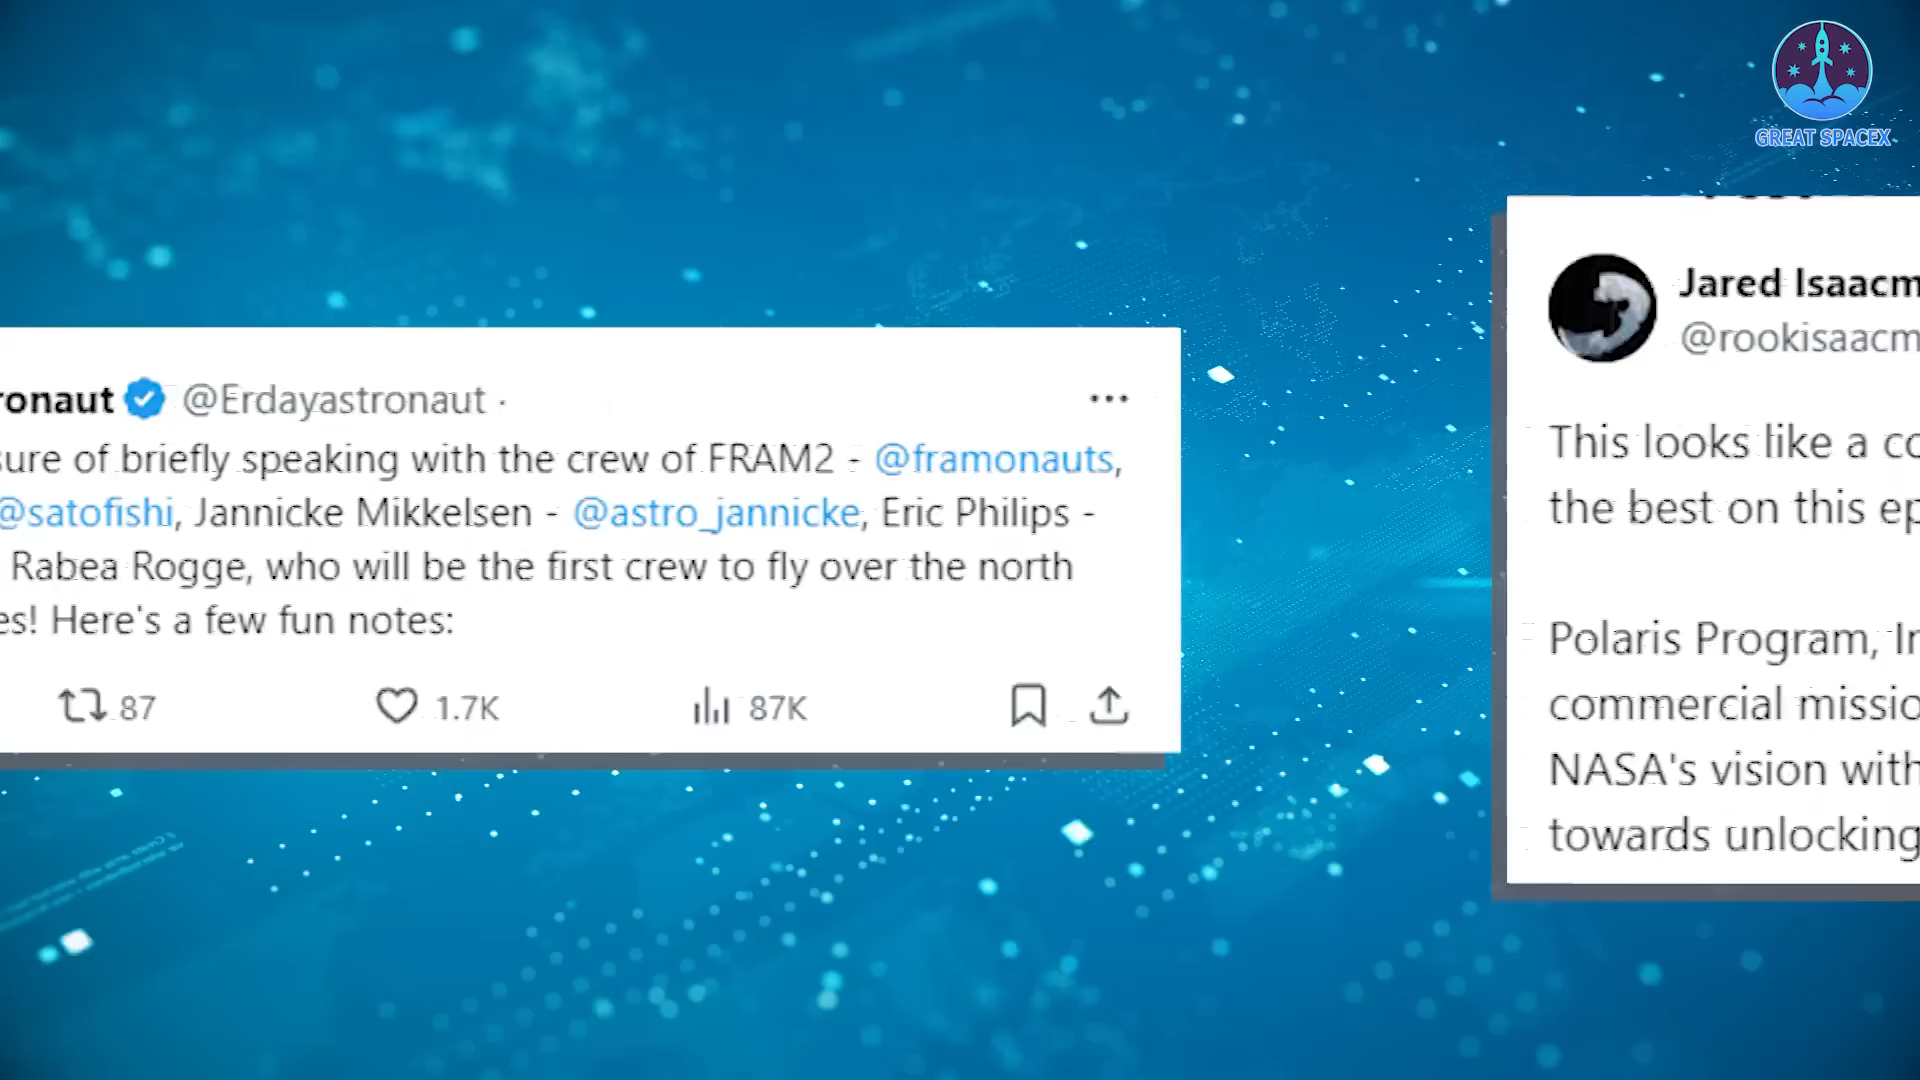 GREAT SPACEX
ronaut @Erdayastronaut ·
sure of briefly speaking with the crew of FRAM2 - @framonauts,
@satofishi, Jannicke Mikkelsen - @astro_jannicke, Eric Philips -
Rabea Rogge, who will be the first crew to fly over the north
es! Here's a few fun notes:
87 1.7K 87K
Jared Isaacm
@rookisaacm
This looks like a co
the best on this ep
Polaris Program, In
commercial missio
NASA's vision with
towards unlocking